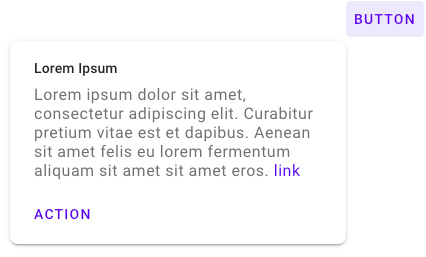 BUTTON
Lorem Ipsum
Lorem ipsum dolor sit amet,
consectetur adipiscing elit. Curabitur
pretium vitae est et dapibus. Aenean
sit amet felis eu lorem fermentum
aliquam sit amet sit amet eros. link
ACTION